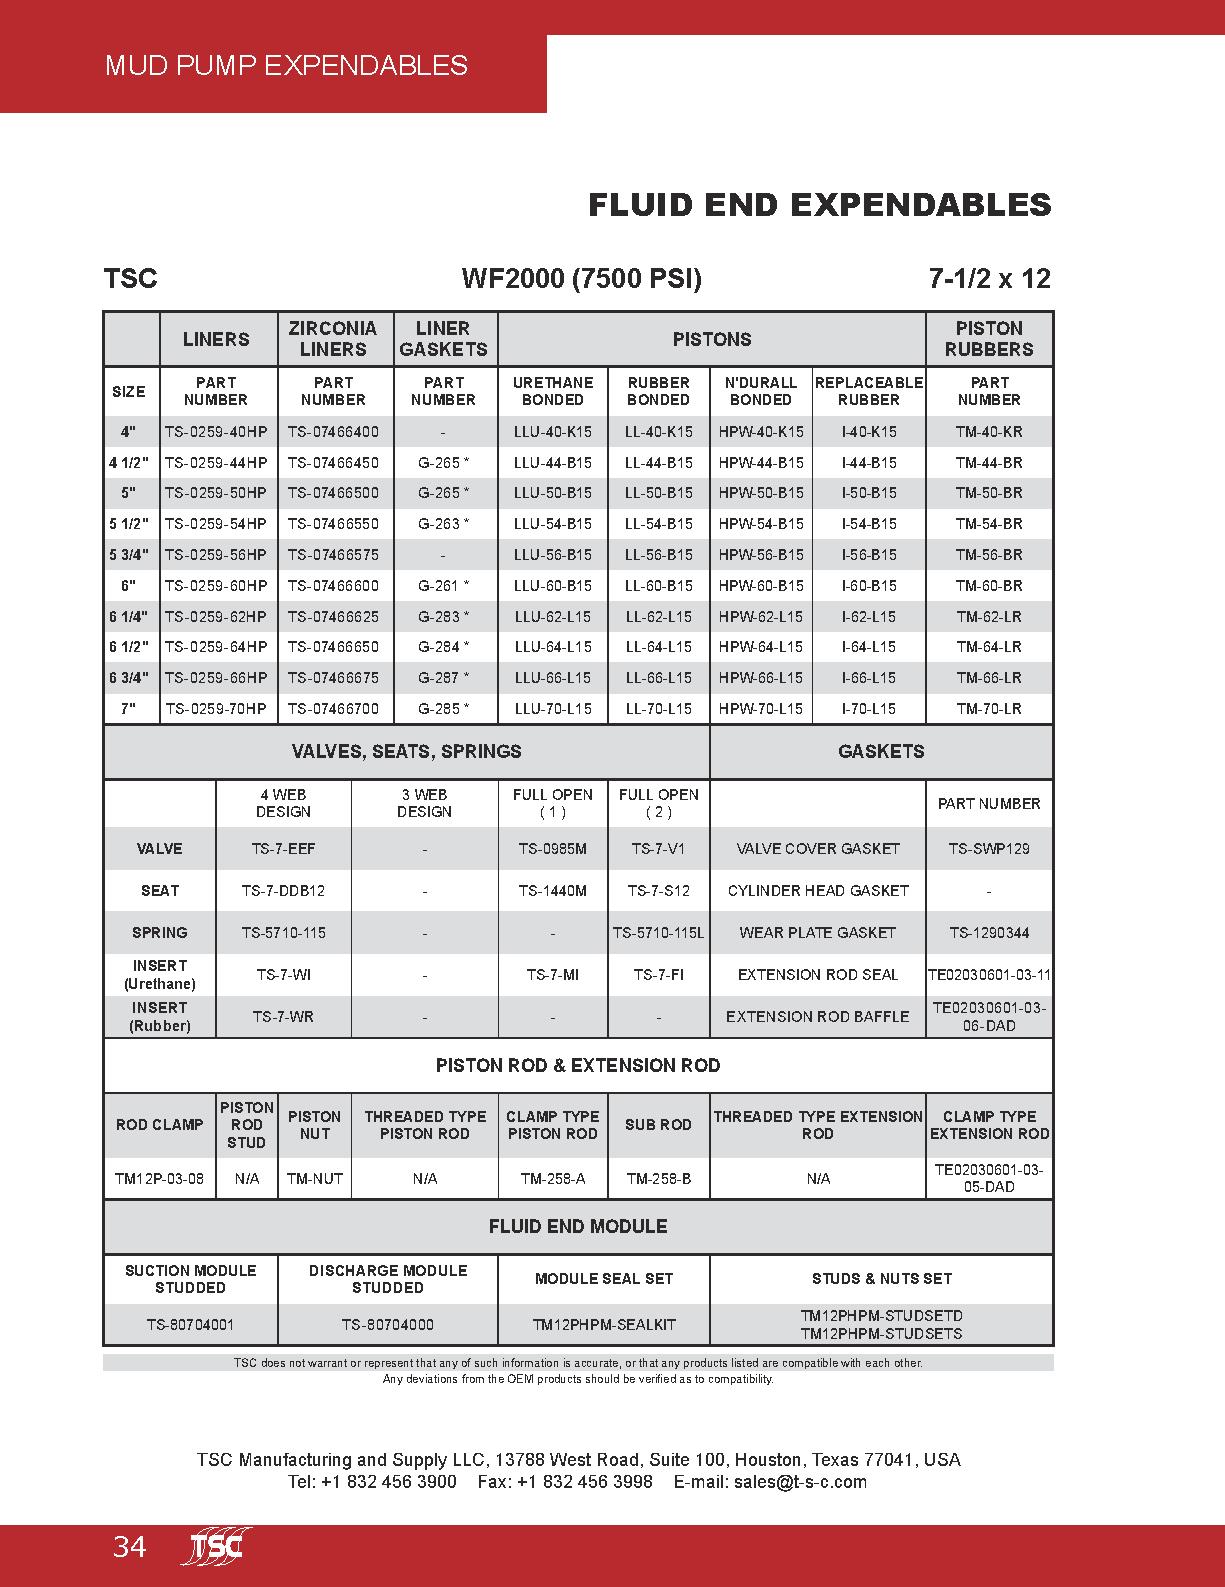 MUD PUMP EXPENDABLES
FLUID END EXPENDABLES
TSC WF2000 (7500 PSI) 7-1/2 x 12
LINERS ZIRCONIA LINERS LINER GASKETS PISTONS PISTON RUBBERS
SIZE PART NUMBER PART NUMBER PART NUMBER URETHANE BONDED RUBBER BONDED N'DURALL BONDED REPLACEABLE RUBBER PART NUMBER
4" TS-0259-40HP TS-07466400 - LLU-40-K15 LL-40-K15 HPW-40-K15 I-40-K15 TM-40-KR
4 1/2" TS-0259-44HP TS-07466450 G-265 * LLU-44-B15 LL-44-B15 HPW-44-B15 I-44-B15 TM-44-BR
5" TS-0259-50HP TS-07466500 G-265 * LLU-50-B15 LL-50-B15 HPW-50-B15 I-50-B15 TM-50-BR
5 1/2" TS-0259-54HP TS-07466550 G-263 * LLU-54-B15 LL-54-B15 HPW-54-B15 I-54-B15 TM-54-BR
5 3/4" TS-0259-56HP TS-07466575 - LLU-56-B15 LL-56-B15 HPW-56-B15 I-56-B15 TM-56-BR
6" TS-0259-60HP TS-07466600 G-261 * LLU-60-B15 LL-60-B15 HPW-60-B15 I-60-B15 TM-60-BR
6 1/4" TS-0259-62HP TS-07466625 G-283 * LLU-62-L15 LL-62-L15 HPW-62-L15 I-62-L15 TM-62-LR
6 1/2" TS-0259-64HP TS-07466650 G-284 * LLU-64-L15 LL-64-L15 HPW-64-L15 I-64-L15 TM-64-LR
6 3/4" TS-0259-66HP TS-07466675 G-287 * LLU-66-L15 LL-66-L15 HPW-66-L15 I-66-L15 TM-66-LR
7" TS-0259-70HP TS-07466700 G-285 * LLU-70-L15 LL-70-L15 HPW-70-L15 I-70-L15 TM-70-LR
VALVES, SEATS, SPRINGS GASKETS
4 WEB DESIGN 3 WEB DESIGN FULL OPEN ( 1 ) FULL OPEN ( 2 ) PART NUMBER
VALVE TS-7-EEF - TS-0985M TS-7-V1 VALVE COVER GASKET TS-SWP129
SEAT TS-7-DDB12 - TS-1440M TS-7-S12 CYLINDER HEAD GASKET -
SPRING TS-5710-115 - - TS-5710-115L WEAR PLATE GASKET TS-1290344
INSERT (Urethane) TS-7-WI - TS-7-MI TS-7-FI EXTENSION ROD SEAL TE02030601-03-11
INSERT (Rubber) TS-7-WR - - - EXTENSION ROD BAFFLE TE02030601-03-06-DAD
PISTON ROD & EXTENSION ROD
ROD CLAMP PISTON ROD STUD PISTON NUT THREADED TYPE PISTON ROD CLAMP TYPE PISTON ROD SUB ROD THREADED TYPE EXTENSION ROD CLAMP TYPE EXTENSION ROD
TM12P-03-08 N/A TM-NUT N/A TM-258-A TM-258-B N/A TE02030601-03-05-DAD
FLUID END MODULE
SUCTION MODULE STUDDED DISCHARGE MODULE STUDDED MODULE SEAL SET STUDS & NUTS SET
TS-80704001 TS-80704000 TM12PHPM-SEALKIT TM12PHPM-STUDSETD TM12PHPM-STUDSETS
TSC does not warrant or represent that any of such information is accurate, or that any products listed are compatible with each other.
Any deviations from the OEM products should be verified as to compatibility.
TSC Manufacturing and Supply LLC, 13788 West Road, Suite 100, Houston, Texas 77041, USA
Tel: +1 832 456 3900 Fax: +1 832 456 3998 E-mail: sales@t-s-c.com
34 TSC